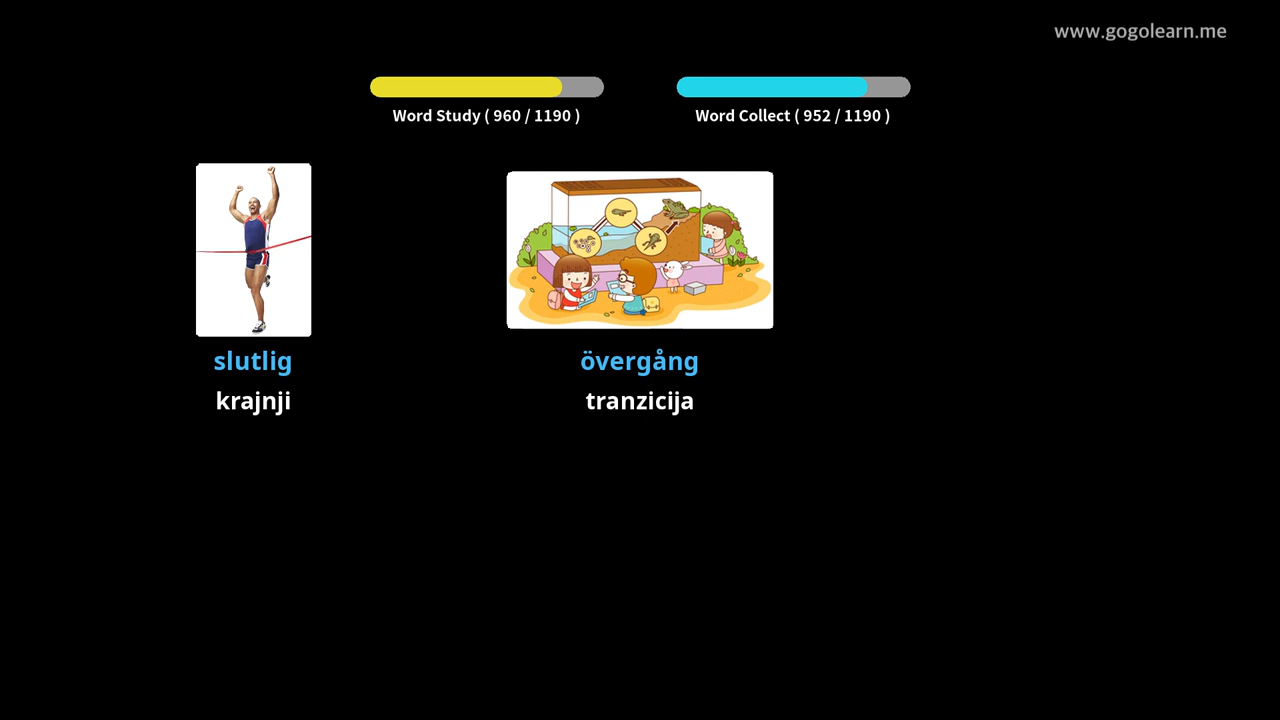 www.gogolearn.me
Word Study ( 960 / 1190 )
Word Collect ( 952 / 1190 )
slutlig
krajnji
övergång
tranzicija